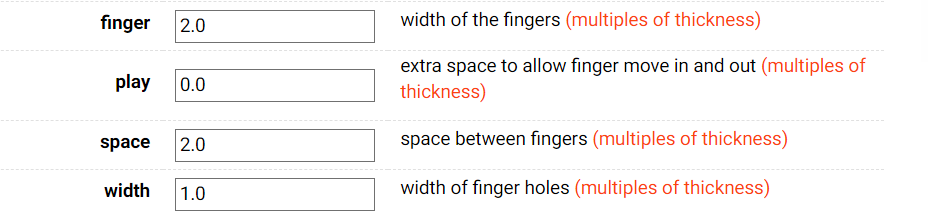 finger 2.0 width of the fingers (multiples of thickness)
play 0.0 extra space to allow finger move in and out (multiples of
thickness)
space 2.0 space between fingers (multiples of thickness)
width 1.0 width of finger holes (multiples of thickness)